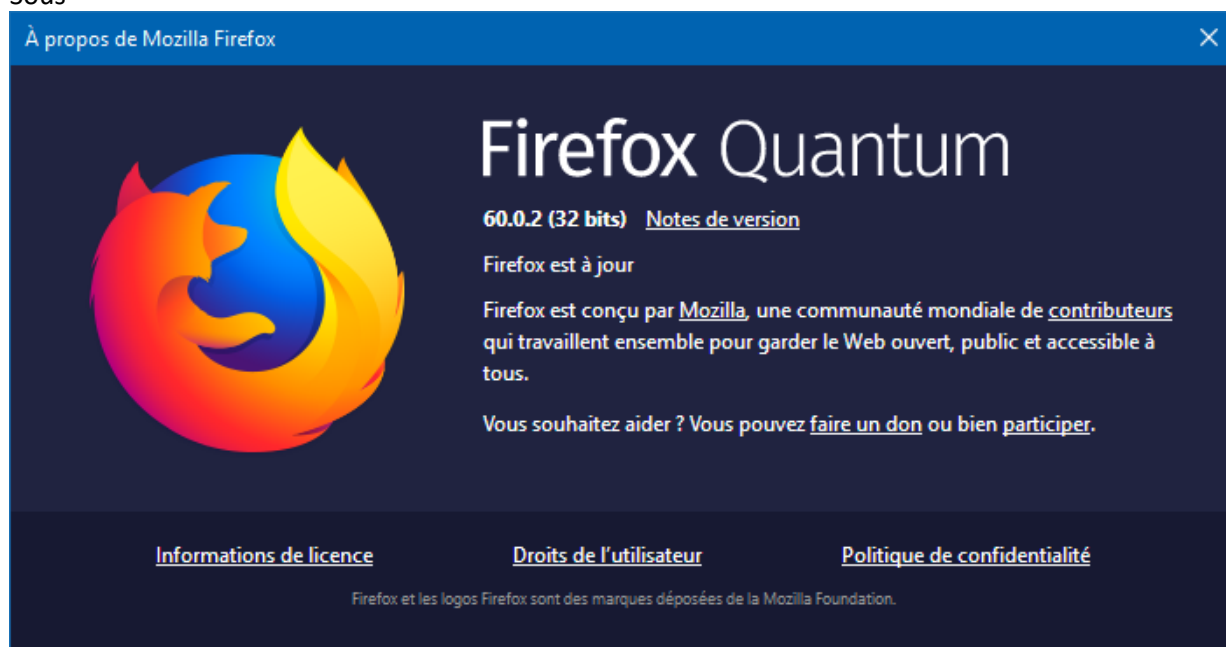 Sous
À propos de Mozilla Firefox
Firefox Quantum
60.0.2 (32 bits) Notes de version
Firefox est à jour
Firefox est conçu par Mozilla, une communauté mondiale de contributeurs
qui travaillent ensemble pour garder le Web ouvert, public et accessible à
tous.
Vous souhaitez aider ? Vous pouvez faire un don ou bien participer.
Informations de licence Droits de l’utilisateur Politique de confidentialité
Firefox et les logos Firefox sont des marques déposées de la Mozilla Foundation.